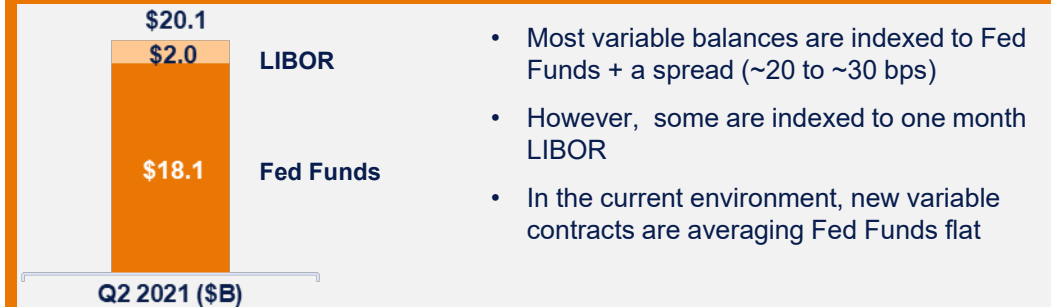 $20.1
$2.0
LIBOR
$18.1
Fed Funds
Q2 2021 ($B)
• Most variable balances are indexed to Fed
Funds + a spread (~20 to ~30 bps)
• However, some are indexed to one month
LIBOR
• In the current environment, new variable
contracts are averaging Fed Funds flat